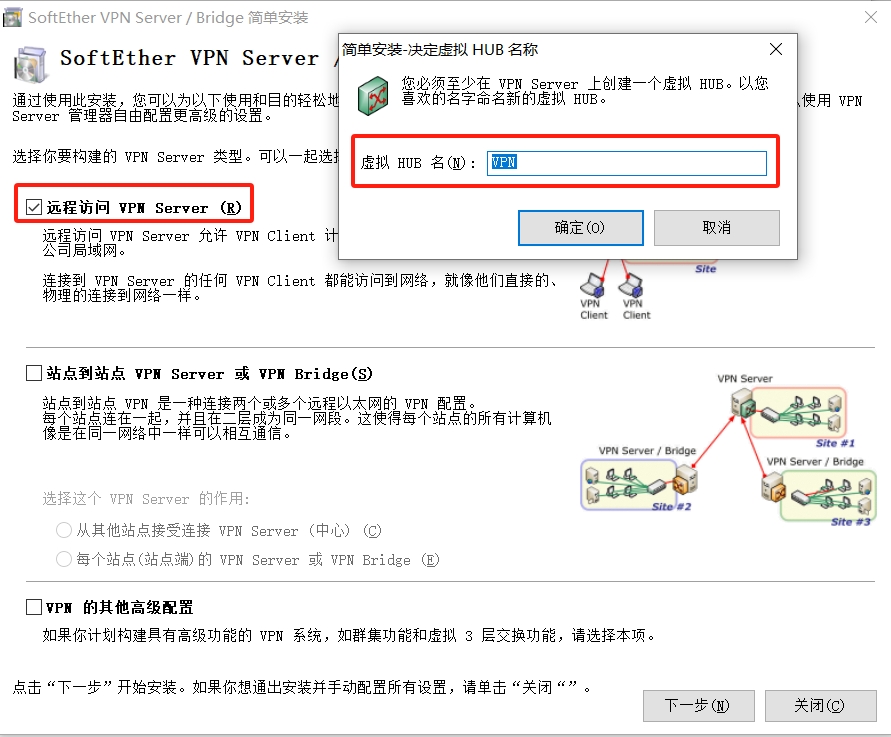 SoftEther VPN Server / Bridge 简单安装
SoftEther VPN Server /
通过使用此安装，您可以为以下使用和目的轻松地
使用 VPN
Server 管理器自由配置更高级的设置。
选择你要构建的 VPN Server 类型。可以一起选择
简单安装-决定虚拟 HUB 名称
您必须至少在 VPN Server 上创建一个虚拟 HUB。以您
喜欢的名字命名新的虚拟 HUB。
虚拟 HUB 名(N)：
VPN
确定(O)
取消
远程访问 VPN Server (R)
远程访问 VPN Server 允许 VPN Client 计
公司局域网。
连接到 VPN Server 的任何 VPN Client 都能访问到网络，就像他们直接的、
物理的连接到网络一样。
Site
VPN
Client
VPN
Client
站点到站点 VPN Server 或 VPN Bridge(S)
站点到站点 VPN 是一种连接两个或多个远程以太网的 VPN 配置。
每个站点连在一起，并且在二层成为同一网段。这使得每个站点的所有计算机
像是在同一网络中一样可以相互通信。
选择这个 VPN Server 的作用：
从其他站点接受连接 VPN Server (中心) (C)
每个站点(站点端)的 VPN Server 或 VPN Bridge (E)
VPN Server
Site #1
VPN Server / Bridge
Site #2
VPN Server / Bridge
Site #3
VPN 的其他高级配置
如果你计划构建具有高级功能的 VPN 系统，如群集功能和虚拟 3 层交换功能，请选择本项。
点击“下一步”开始安装。如果你想通出安装并手动配置所有设置，请单击“关闭“”。
下一步(N)
关闭(C)